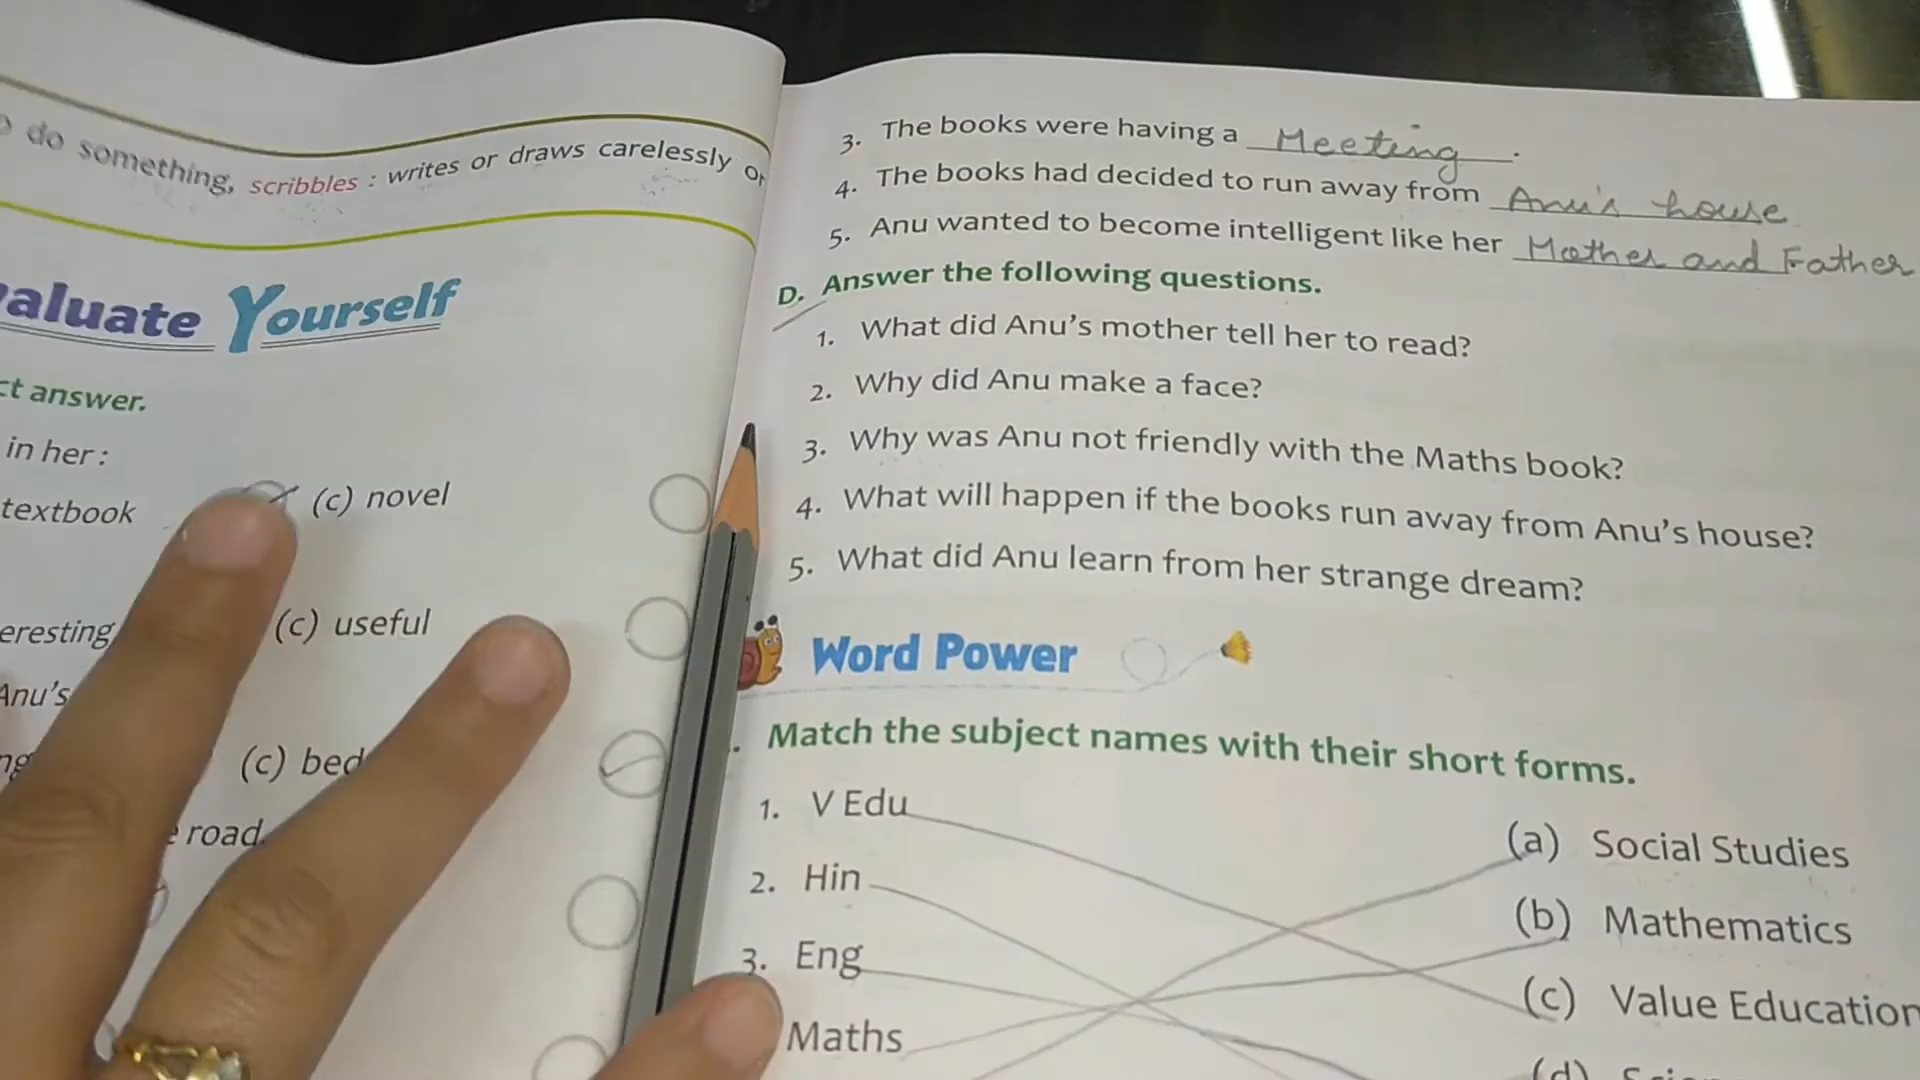 do something, scribbles : writes or draws carelessly or
aluate Yourself
ct answer.
in her :
textbook (c) novel
eresting (c) useful
Anu's
(c) bed
road.
3. The books were having a Meeting.
4. The books had decided to run away from Anu's house
5. Anu wanted to become intelligent like her Mother and Father
D. Answer the following questions.
1. What did Anu's mother tell her to read?
2. Why did Anu make a face?
3. Why was Anu not friendly with the Maths book?
4. What will happen if the books run away from Anu's house?
5. What did Anu learn from her strange dream?
Word Power
Match the subject names with their short forms.
1. V Edu
(a) Social Studies
2. Hin
(b) Mathematics
3. Eng
(c) Value Education
Maths
(d)